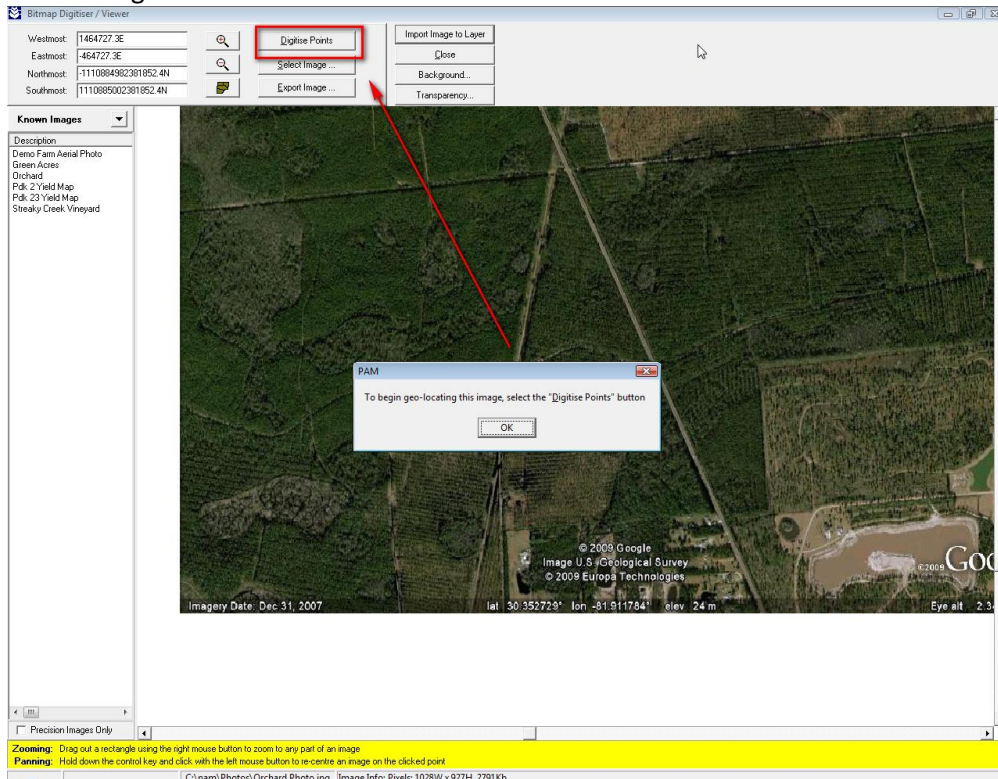 Bitmap Digitiser / Viewer
Westmost: 1464727.3E
Eastmost: -464727.3E
Northmost: -1110884982381852.4N
Southmost: 1110885002381852.4N
Digitise Points
Select Image ...
Export Image ...
Import Image to Layer
Close
Background...
Transparency...
Known Images
Description
Demo Farm Aerial Photo
Green Acres
Orchard
Pdk 2 Yield Map
Pdk 23 Yield Map
Streaky Creek Vineyard
PAM
To begin geo-locating this image, select the "Digitise Points" button
OK
© 2009 Google
Image U.S. Geological Survey
© 2009 Europa Technologies
©2009 Goo
Imagery Date: Dec 31, 2007
lat 30.352729° lon -81.911784° elev 24 m
Eye alt 2.3
Precision Images Only
Zooming: Drag out a rectangle using the right mouse button to zoom to any part of an image
Panning: Hold down the control key and click with the left mouse button to re-centre an image on the clicked point
C:\pam\Photos\Orchard Photo.jpg Image Info: Pixels: 1028W x 927H, 2791Kb